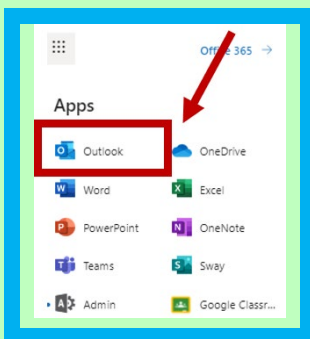 Office 365 →
Apps
Outlook OneDrive
Word Excel
PowerPoint OneNote
Teams Sway
Admin Google Classr...